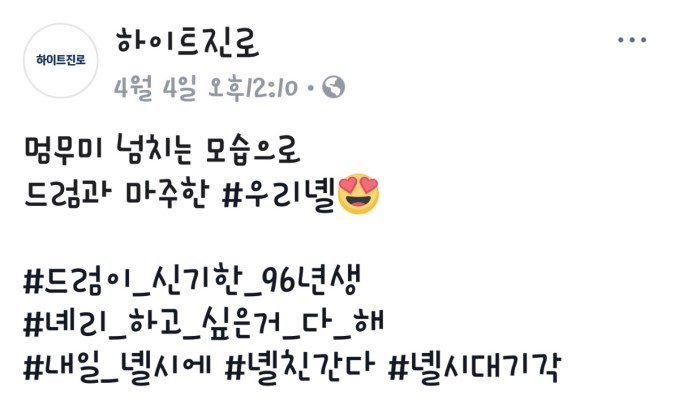 하이트진로
하이트진로
4월 4일 오후12:10
멈무미 넘치는 모습으로
드럼과 마주한 #우리녤😍
#드럼이_신기한_96년생
#녜리_하고_싶은거_다_해
#내일_녤시에 #녤친간다 #녤시대기각